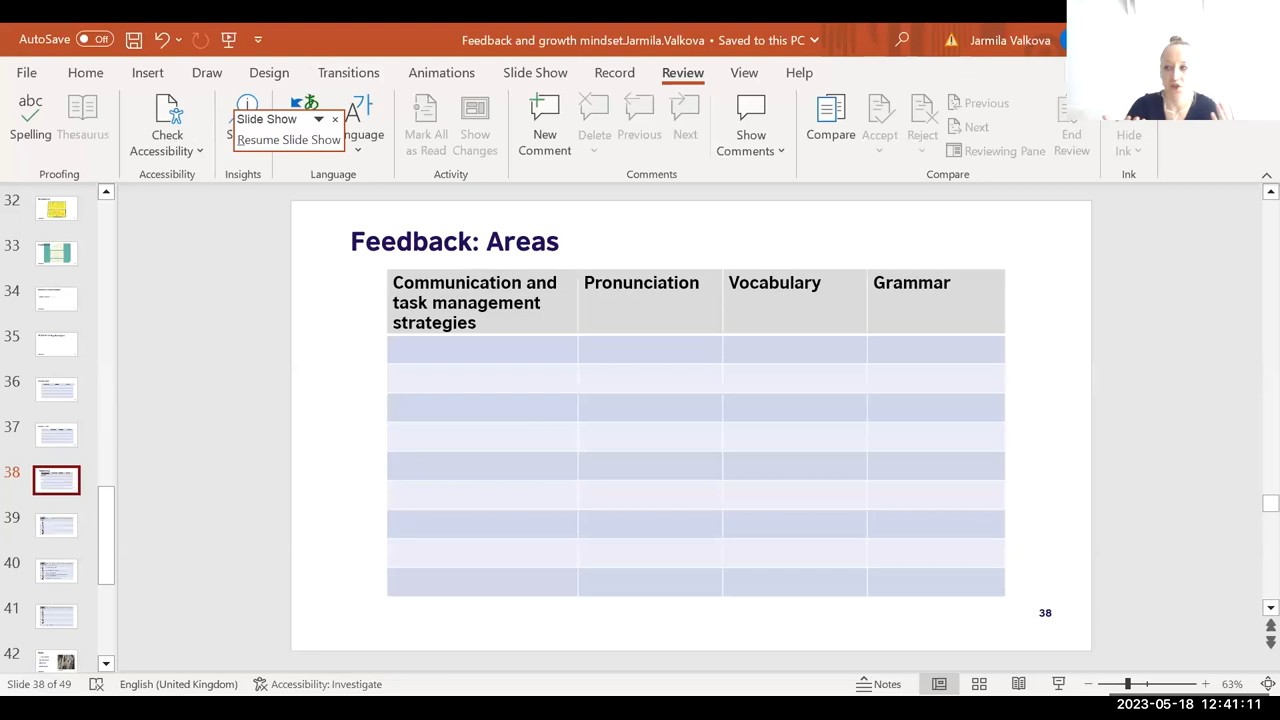 AutoSave Off
Feedback and growth mindset.Jarmila.Valkova • Saved to this PC
Jarmila Valkova
File Home Insert Draw Design Transitions Animations Slide Show Record Review View Help
abc
Spelling
Thesaurus
Proofing
Check
Accessibility
Accessibility
Insights
Slide Show
Resume Slide Show
Language
Mark All
as Read
Show
Changes
Activity
New
Comment
Delete
Previous
Next
Show
Comments
Comments
Compare
Accept
Reject
Previous
Next
Reviewing Pane
End
Review
Compare
Hide
Ink
Ink
32
33
34
35
36
37
38
39
40
41
42
Feedback: Areas
Communication and
task management
strategies
Pronunciation
Vocabulary
Grammar
38
Slide 38 of 49
English (United Kingdom)
Accessibility: Investigate
Notes
63%
2023-05-18 12:41:11